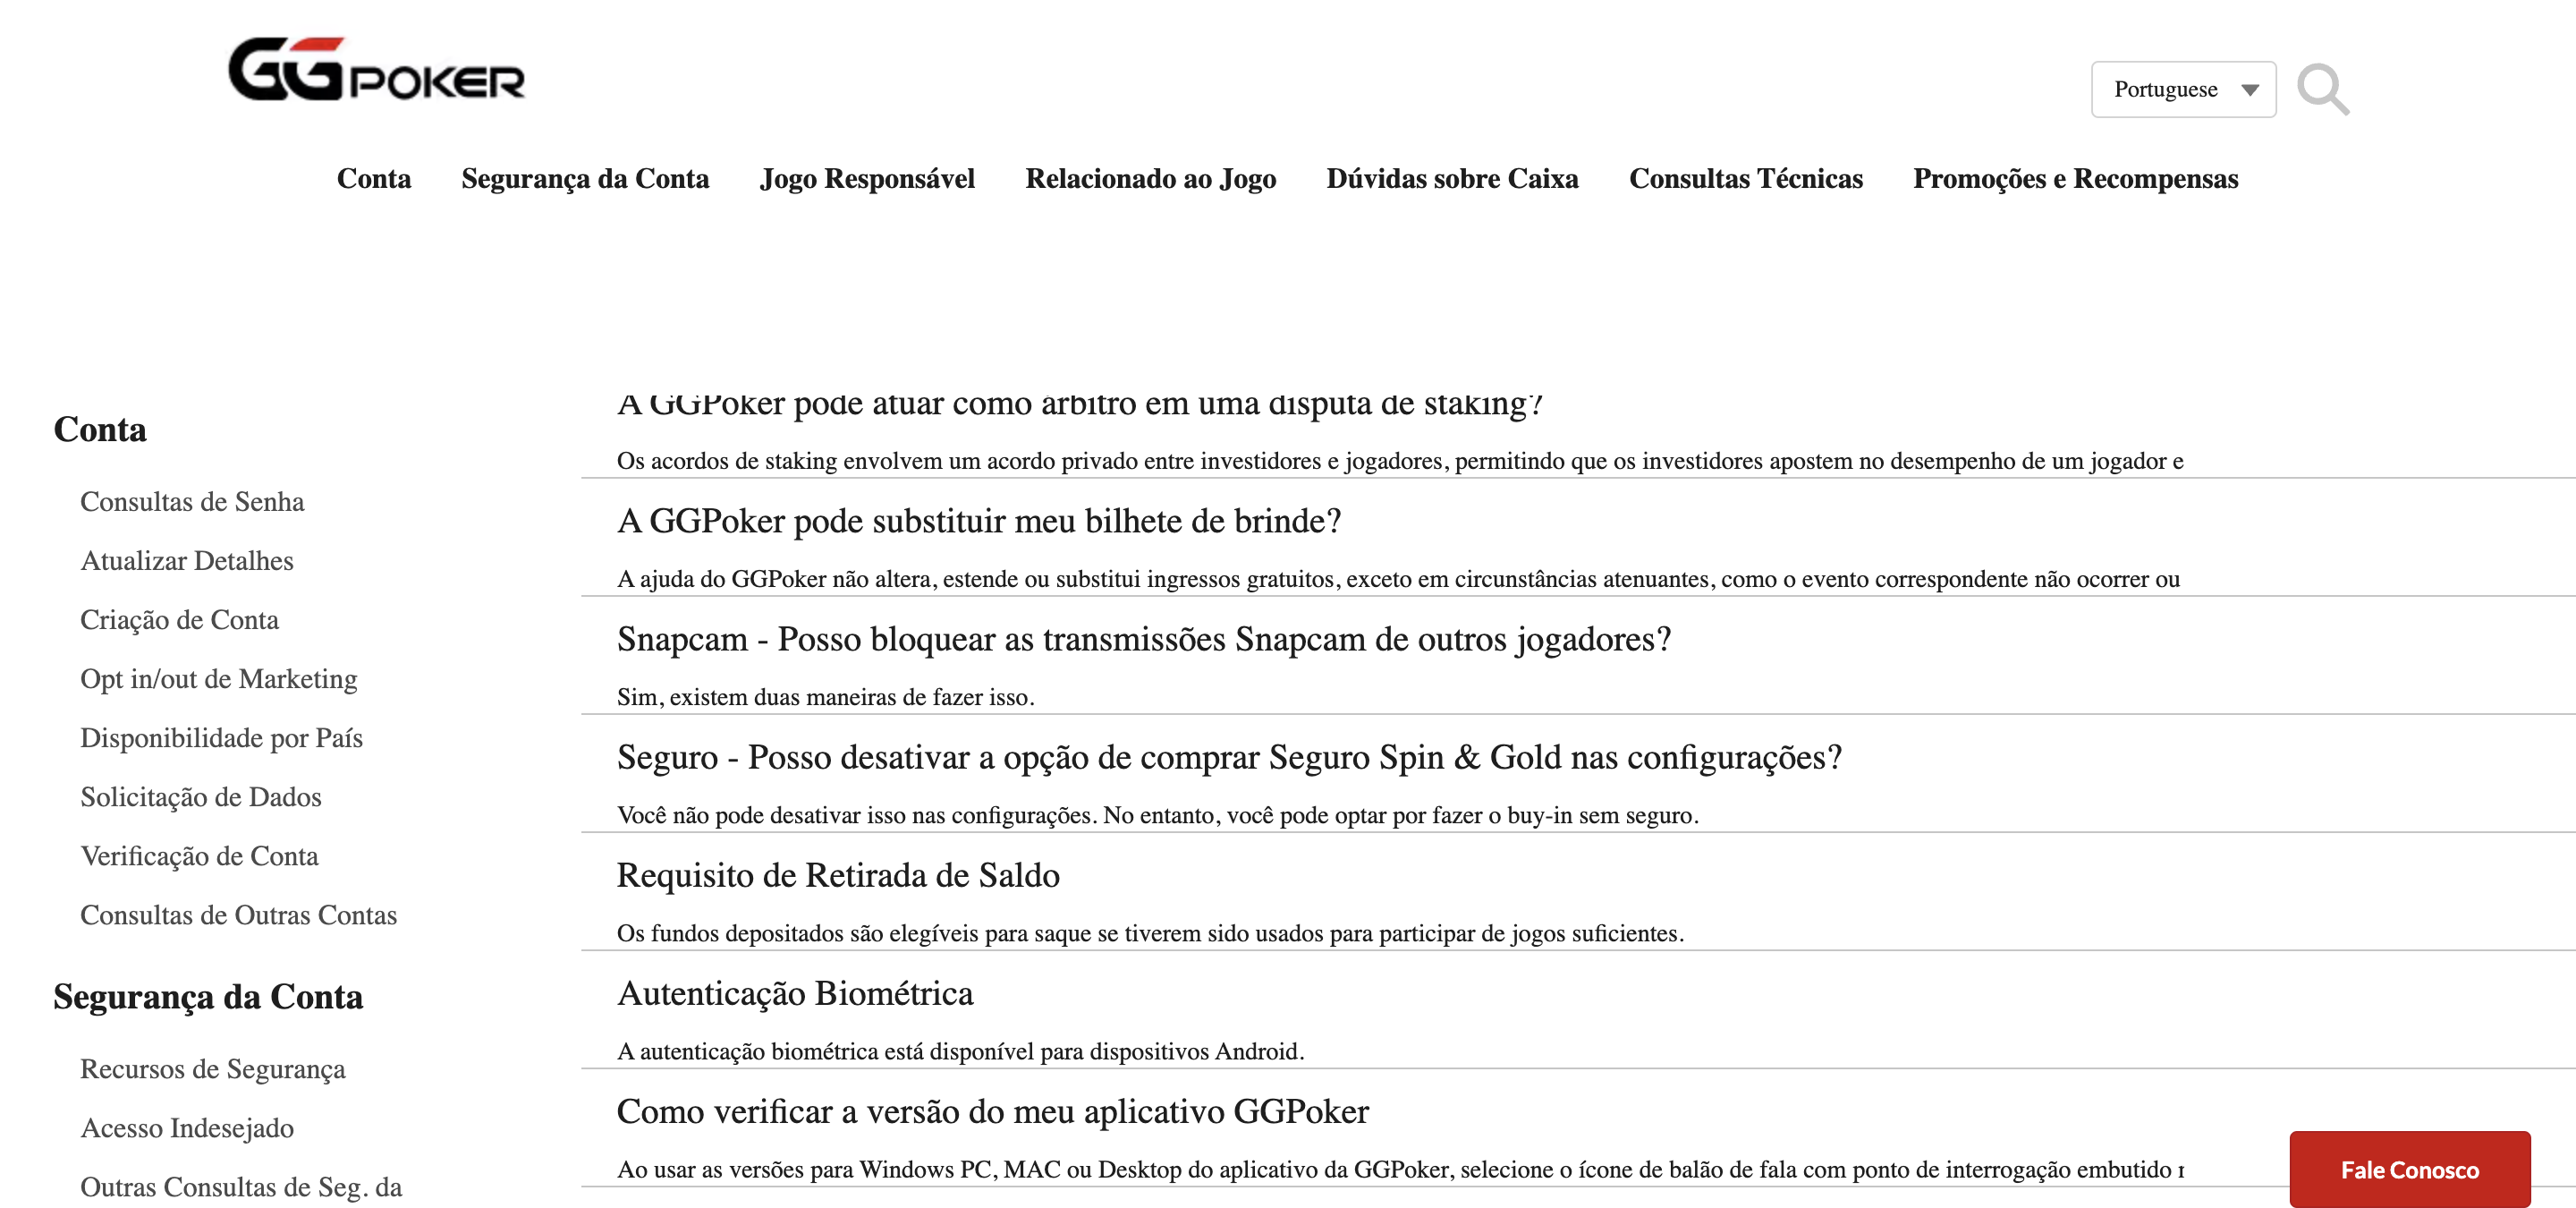 GGPOKER
Portuguese
Conta Segurança da Conta Jogo Responsável Relacionado ao Jogo Dúvidas sobre Caixa Consultas Técnicas Promoções e Recompensas
Conta
Consultas de Senha
Atualizar Detalhes
Criação de Conta
Opt in/out de Marketing
Disponibilidade por País
Solicitação de Dados
Verificação de Conta
Consultas de Outras Contas
Segurança da Conta
Recursos de Segurança
Acesso Indesejado
Outras Consultas de Seg. da
A GGPoker pode atuar como árbitro em uma disputa de staking?
Os acordos de staking envolvem um acordo privado entre investidores e jogadores, permitindo que os investidores apostem no desempenho de um jogador e
A GGPoker pode substituir meu bilhete de brinde?
A ajuda do GGPoker não altera, estende ou substitui ingressos gratuitos, exceto em circunstâncias atenuantes, como o evento correspondente não ocorrer ou
Snapcam - Posso bloquear as transmissões Snapcam de outros jogadores?
Sim, existem duas maneiras de fazer isso.
Seguro - Posso desativar a opção de comprar Seguro Spin & Gold nas configurações?
Você não pode desativar isso nas configurações. No entanto, você pode optar por fazer o buy-in sem seguro.
Requisito de Retirada de Saldo
Os fundos depositados são elegíveis para saque se tiverem sido usados para participar de jogos suficientes.
Autenticação Biométrica
A autenticação biométrica está disponível para dispositivos Android.
Como verificar a versão do meu aplicativo GGPoker
Ao usar as versões para Windows PC, MAC ou Desktop do aplicativo da GGPoker, selecione o ícone de balão de fala com ponto de interrogação embutido
Fale Conosco